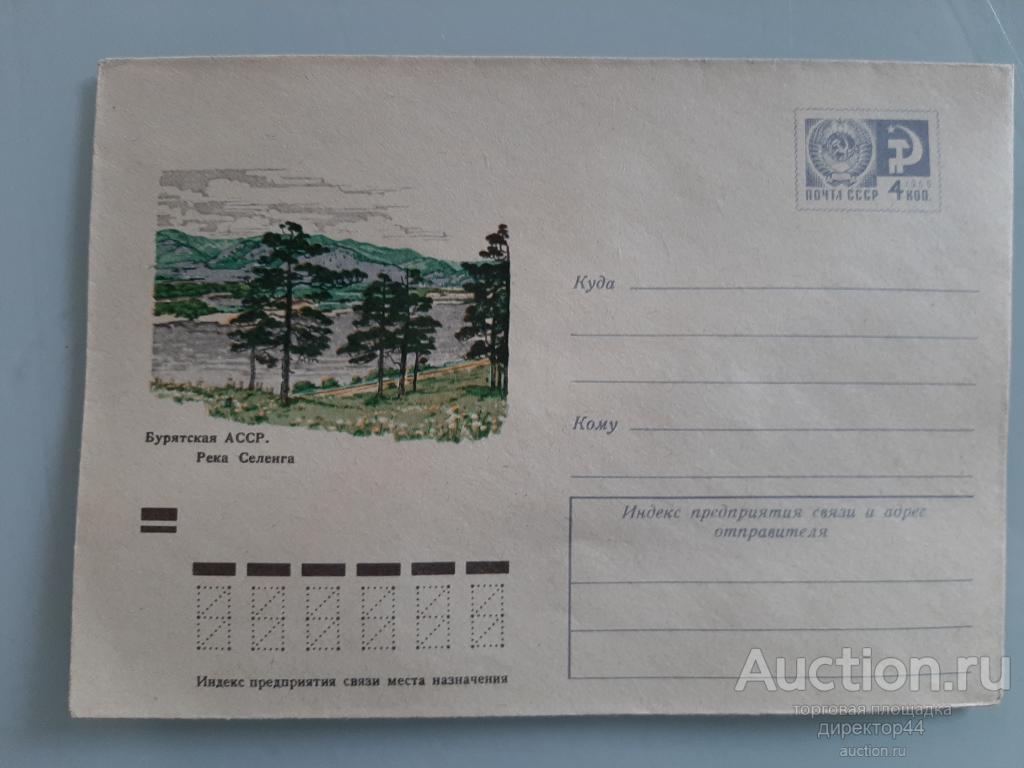 1966
ПОЧТА СССР 4 КОП.
Куда
Кому
Бурятская АССР.
Река Селенга
Индекс предприятия связи и адрес
отправителя
Индекс предприятия связи места назначения
Auction.ru
торговая площадка
директор44
auction.ru